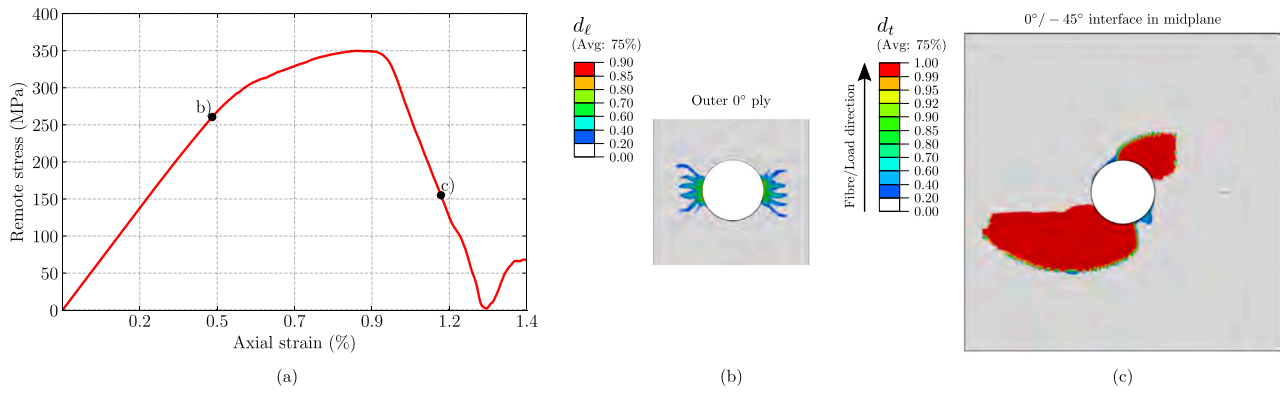 400
350
300
250
200
150
100
50
0
Remote stress (MPa)
b)
c)
0.2
0.5
0.7
0.9
1.2
1.4
Axial strain (%)
(a)
d_ℓ
(Avg: 75%)
0.90
0.85
0.80
0.70
0.60
0.40
0.20
0.00
Outer 0° ply
(b)
d_t
(Avg: 75%)
1.00
0.99
0.95
0.92
0.90
0.85
0.80
0.70
0.60
0.40
0.20
0.00
Fibre/Load direction
0°/ − 45° interface in midplane
(c)